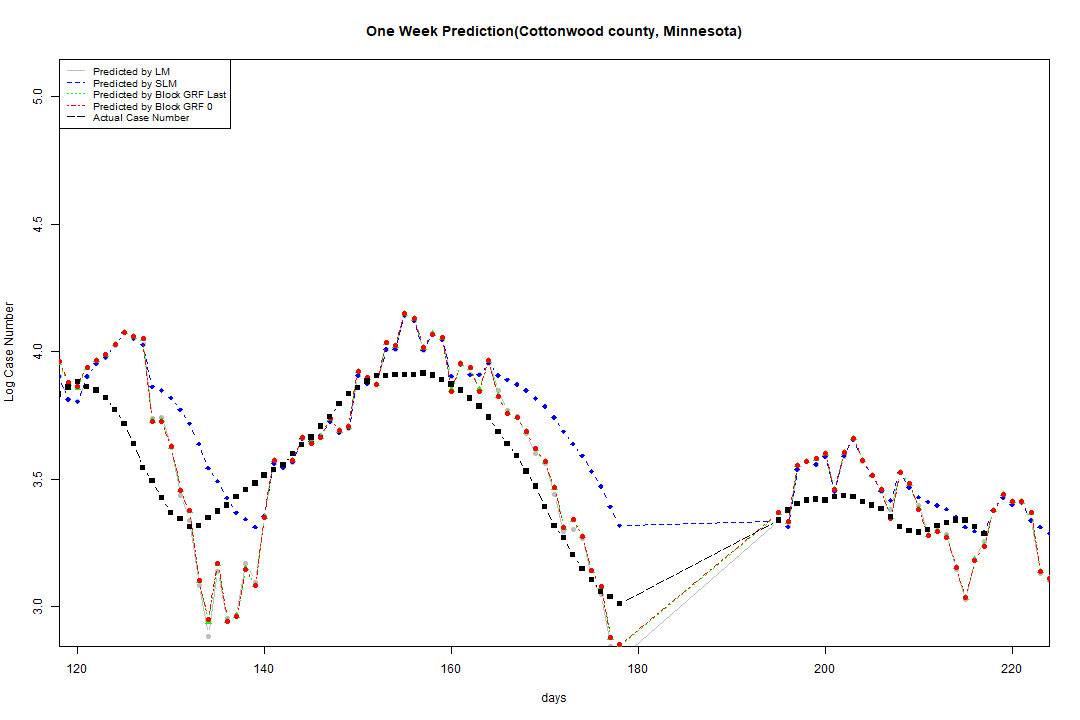 One Week Prediction(Cottonwood county, Minnesota)
Predicted by LM
Predicted by SLM
Predicted by Block GRF Last
Predicted by Block GRF 0
Actual Case Number
5.0
4.5
4.0
3.5
3.0
Log Case Number
120 140 160 180 200 220
days